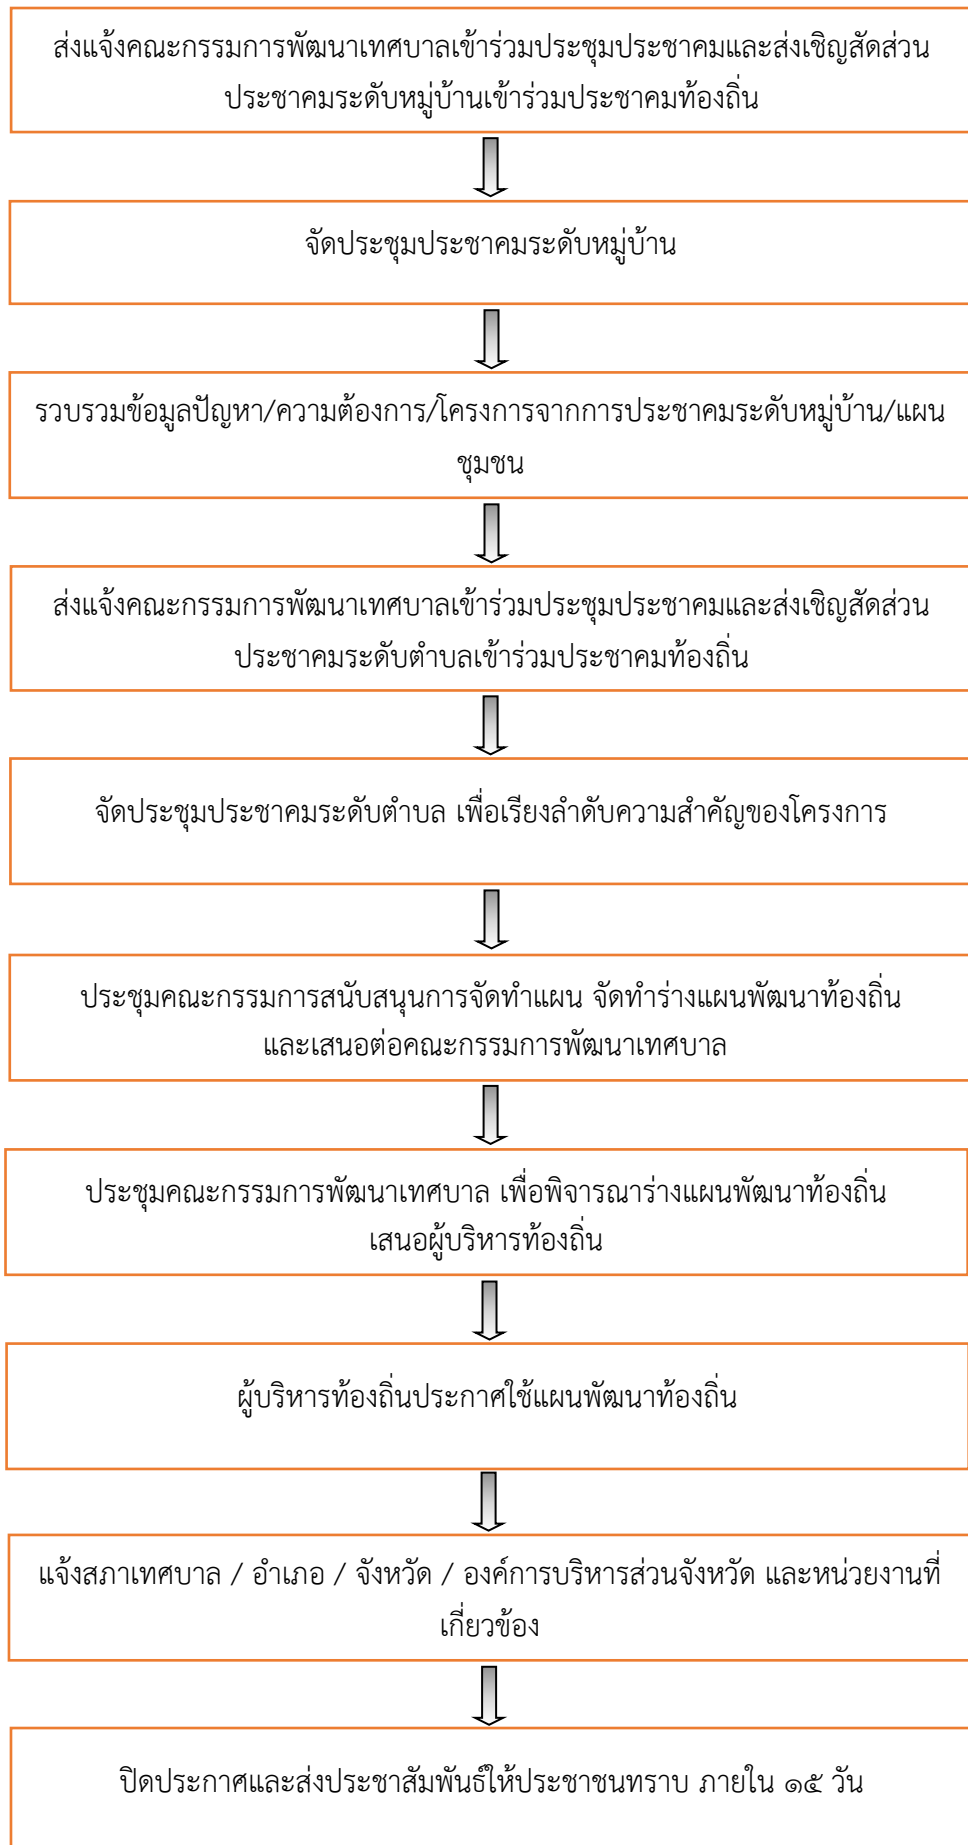 ส่งแจ้งคณะกรรมการพัฒนาเทศบาลเข้าร่วมประชุมประชาคมและส่งเชิญสัดส่วน
ประชาคมระดับหมู่บ้านเข้าร่วมประชาคมท้องถิ่น
จัดประชุมประชาคมระดับหมู่บ้าน
รวบรวมข้อมูลปัญหา/ความต้องการ/โครงการจากการประชาคมระดับหมู่บ้าน/แผน
ชุมชน
ส่งแจ้งคณะกรรมการพัฒนาเทศบาลเข้าร่วมประชุมประชาคมและส่งเชิญสัดส่วน
ประชาคมระดับตำบลเข้าร่วมประชาคมท้องถิ่น
จัดประชุมประชาคมระดับตำบล เพื่อเรียงลำดับความสำคัญของโครงการ
ประชุมคณะกรรมการสนับสนุนการจัดทำแผน จัดทำร่างแผนพัฒนาท้องถิ่น
และเสนอต่อคณะกรรมการพัฒนาเทศบาล
ประชุมคณะกรรมการพัฒนาเทศบาล เพื่อพิจารณาร่างแผนพัฒนาท้องถิ่น
เสนอผู้บริหารท้องถิ่น
ผู้บริหารท้องถิ่นประกาศใช้แผนพัฒนาท้องถิ่น
แจ้งสภาเทศบาล / อำเภอ / จังหวัด / องค์การบริหารส่วนจังหวัด และหน่วยงานที่
เกี่ยวข้อง
ปิดประกาศและส่งประชาสัมพันธ์ให้ประชาชนทราบ ภายใน ๑๕ วัน